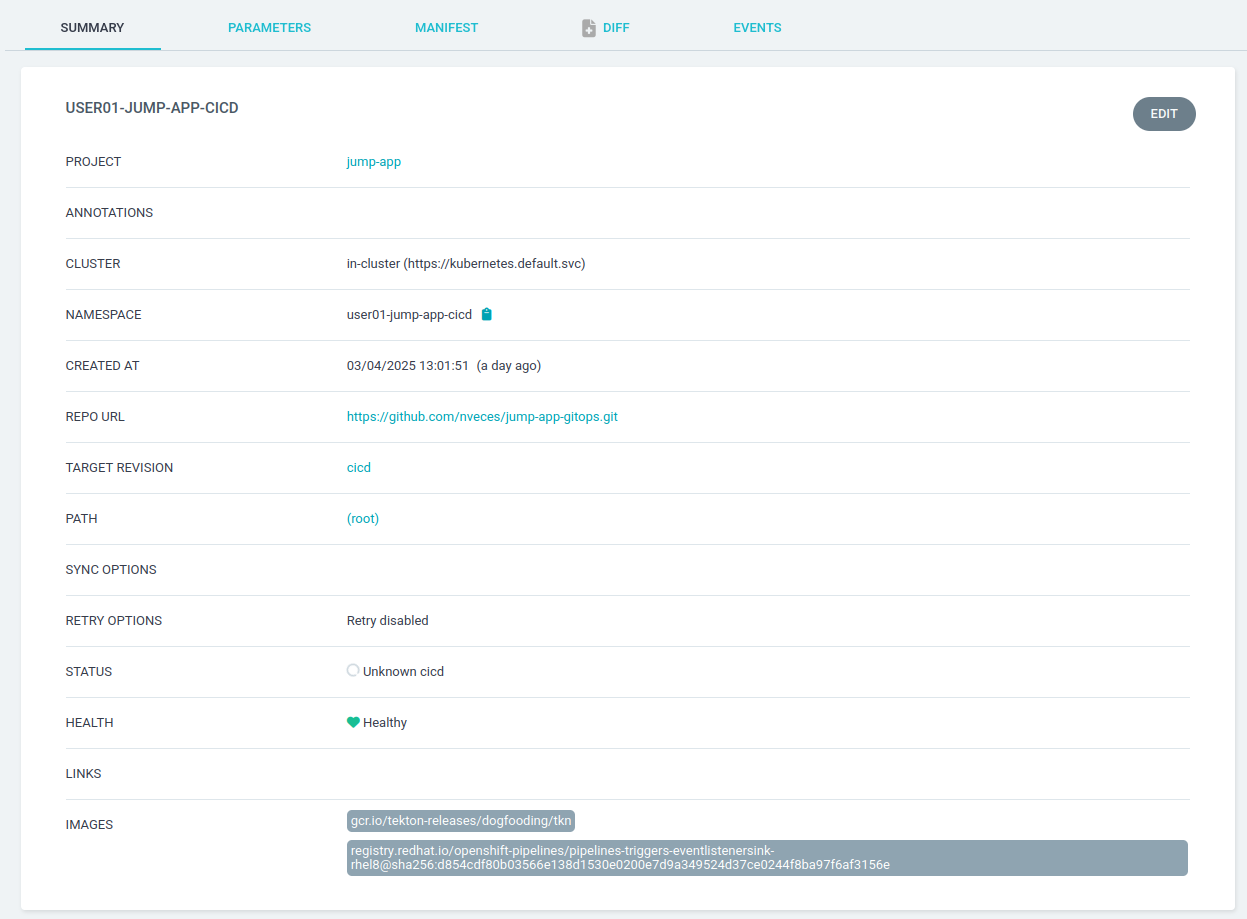 SUMMARY PARAMETERS MANIFEST DIFF EVENTS
USER01-JUMP-APP-CICD
EDIT
PROJECT jump-app
ANNOTATIONS
CLUSTER in-cluster (https://kubernetes.default.svc)
NAMESPACE user01-jump-app-cicd
CREATED AT 03/04/2025 13:01:51 (a day ago)
REPO URL https://github.com/nveces/jump-app-gitops.git
TARGET REVISION cicd
PATH (root)
SYNC OPTIONS
RETRY OPTIONS Retry disabled
STATUS Unknown cicd
HEALTH Healthy
LINKS
IMAGES gcr.io/tekton-releases/dogfooding/tkn
registry.redhat.io/openshift-pipelines/pipelines-triggers-eventlistenersink-
rhel8@sha256:d854cdf80b03566e138d1530e0200e7d9a349524d37ce0244f8ba97f6af3156e